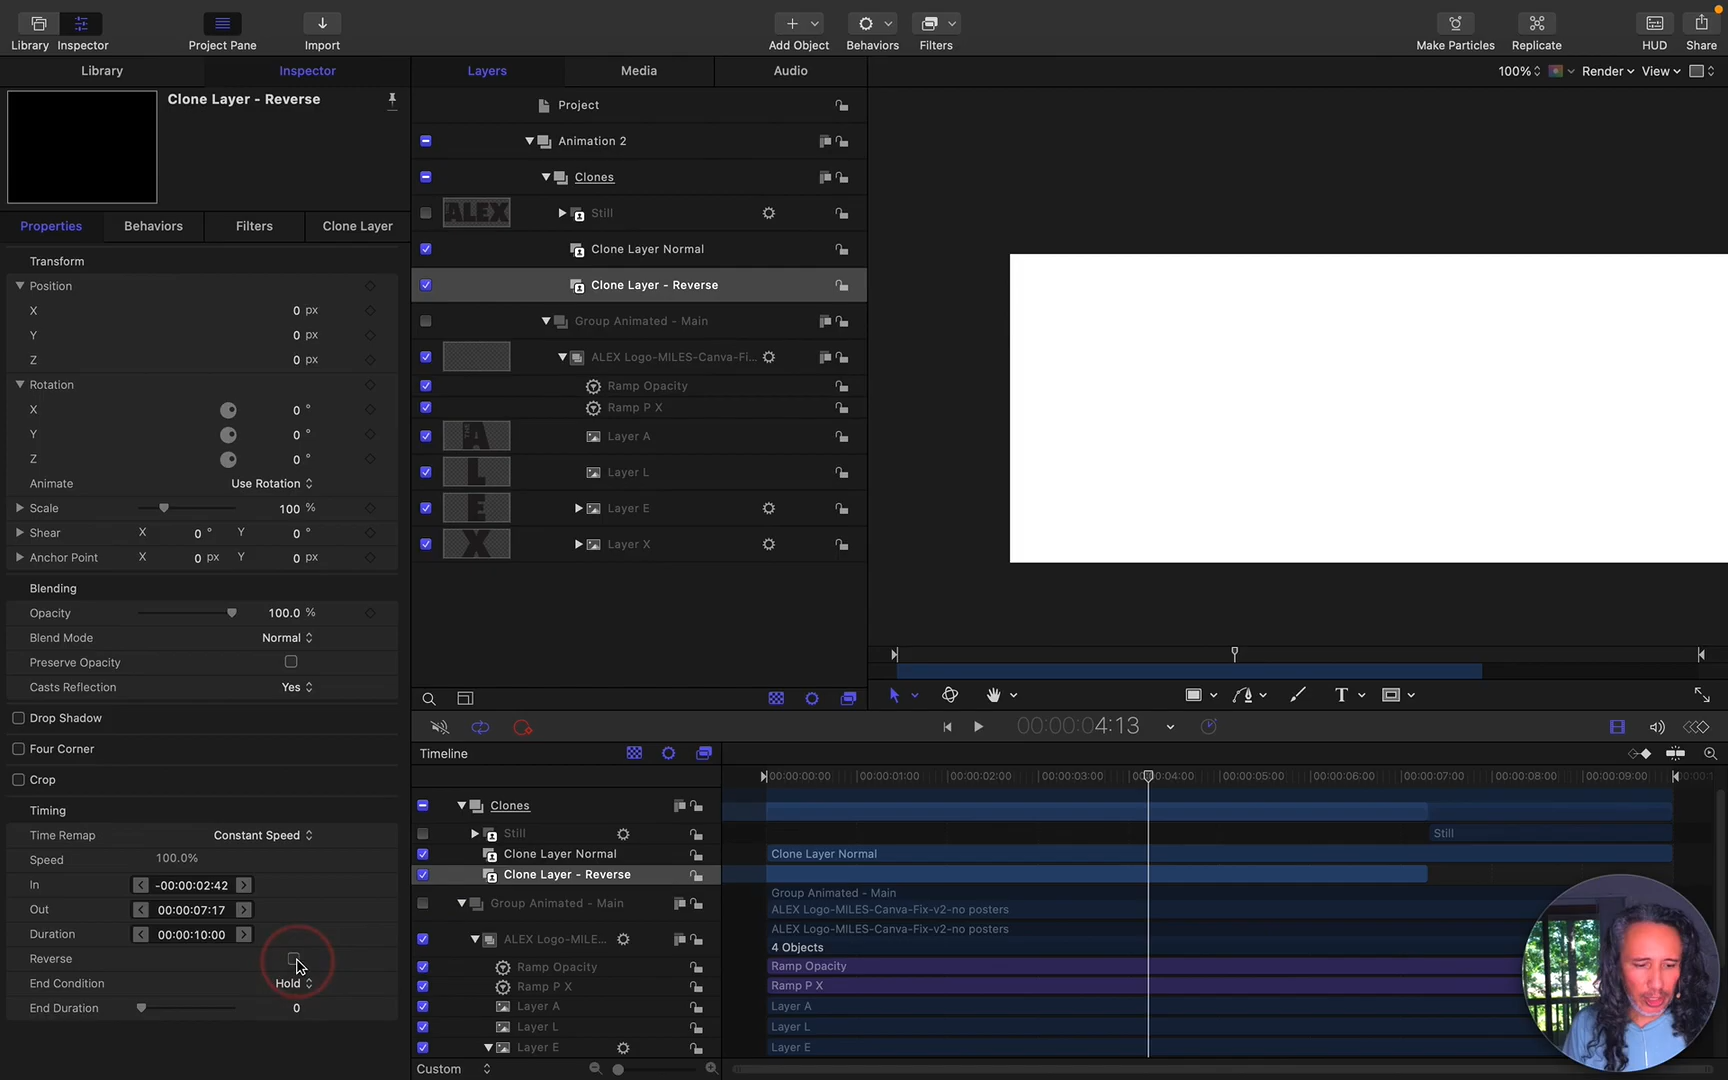 Library
Inspector
Project Pane
Import
Add Object
Behaviors
Filters
Make Particles
Replicate
HUD
Share
Library
Inspector
Layers
Media
Audio
100%
Render
View
Clone Layer - Reverse
Properties
Behaviors
Filters
Clone Layer
Transform
Position
X 0 px
Y 0 px
Z 0 px
Rotation
X 0 °
Y 0 °
Z 0 °
Animate Use Rotation
Scale 100 %
Shear X 0 ° Y 0 °
Anchor Point X 0 px Y 0 px
Blending
Opacity 100.0 %
Blend Mode Normal
Preserve Opacity
Casts Reflection Yes
Drop Shadow
Four Corner
Crop
Timing
Time Remap Constant Speed
Speed 100.0%
In -00:00:02:42
Out 00:00:07:17
Duration 00:00:10:00
Reverse
End Condition Hold
End Duration 0
Project
Animation 2
Clones
ALEX Still
Clone Layer Normal
Clone Layer - Reverse
Group Animated - Main
ALEX Logo-MILES-Canva-Fi...
Ramp Opacity
Ramp P X
A Layer A
L Layer L
E Layer E
X Layer X
T
00:00:04:13
Timeline
00:00:00:00 00:00:01:00 00:00:02:00 00:00:03:00 00:00:04:00 00:00:05:00 00:00:06:00 00:00:07:00 00:00:08:00 00:00:09:00
Clones
Still Still
Clone Layer Normal Clone Layer Normal
Clone Layer - Reverse
Group Animated - Main Group Animated - Main
ALEX Logo-MILES-Canva-Fix-v2-no posters
ALEX Logo-MILE... ALEX Logo-MILES-Canva-Fix-v2-no posters
4 Objects
Ramp Opacity Ramp Opacity
Ramp P X Ramp P X
Layer A Layer A
Layer L Layer L
Layer E Layer E
Custom